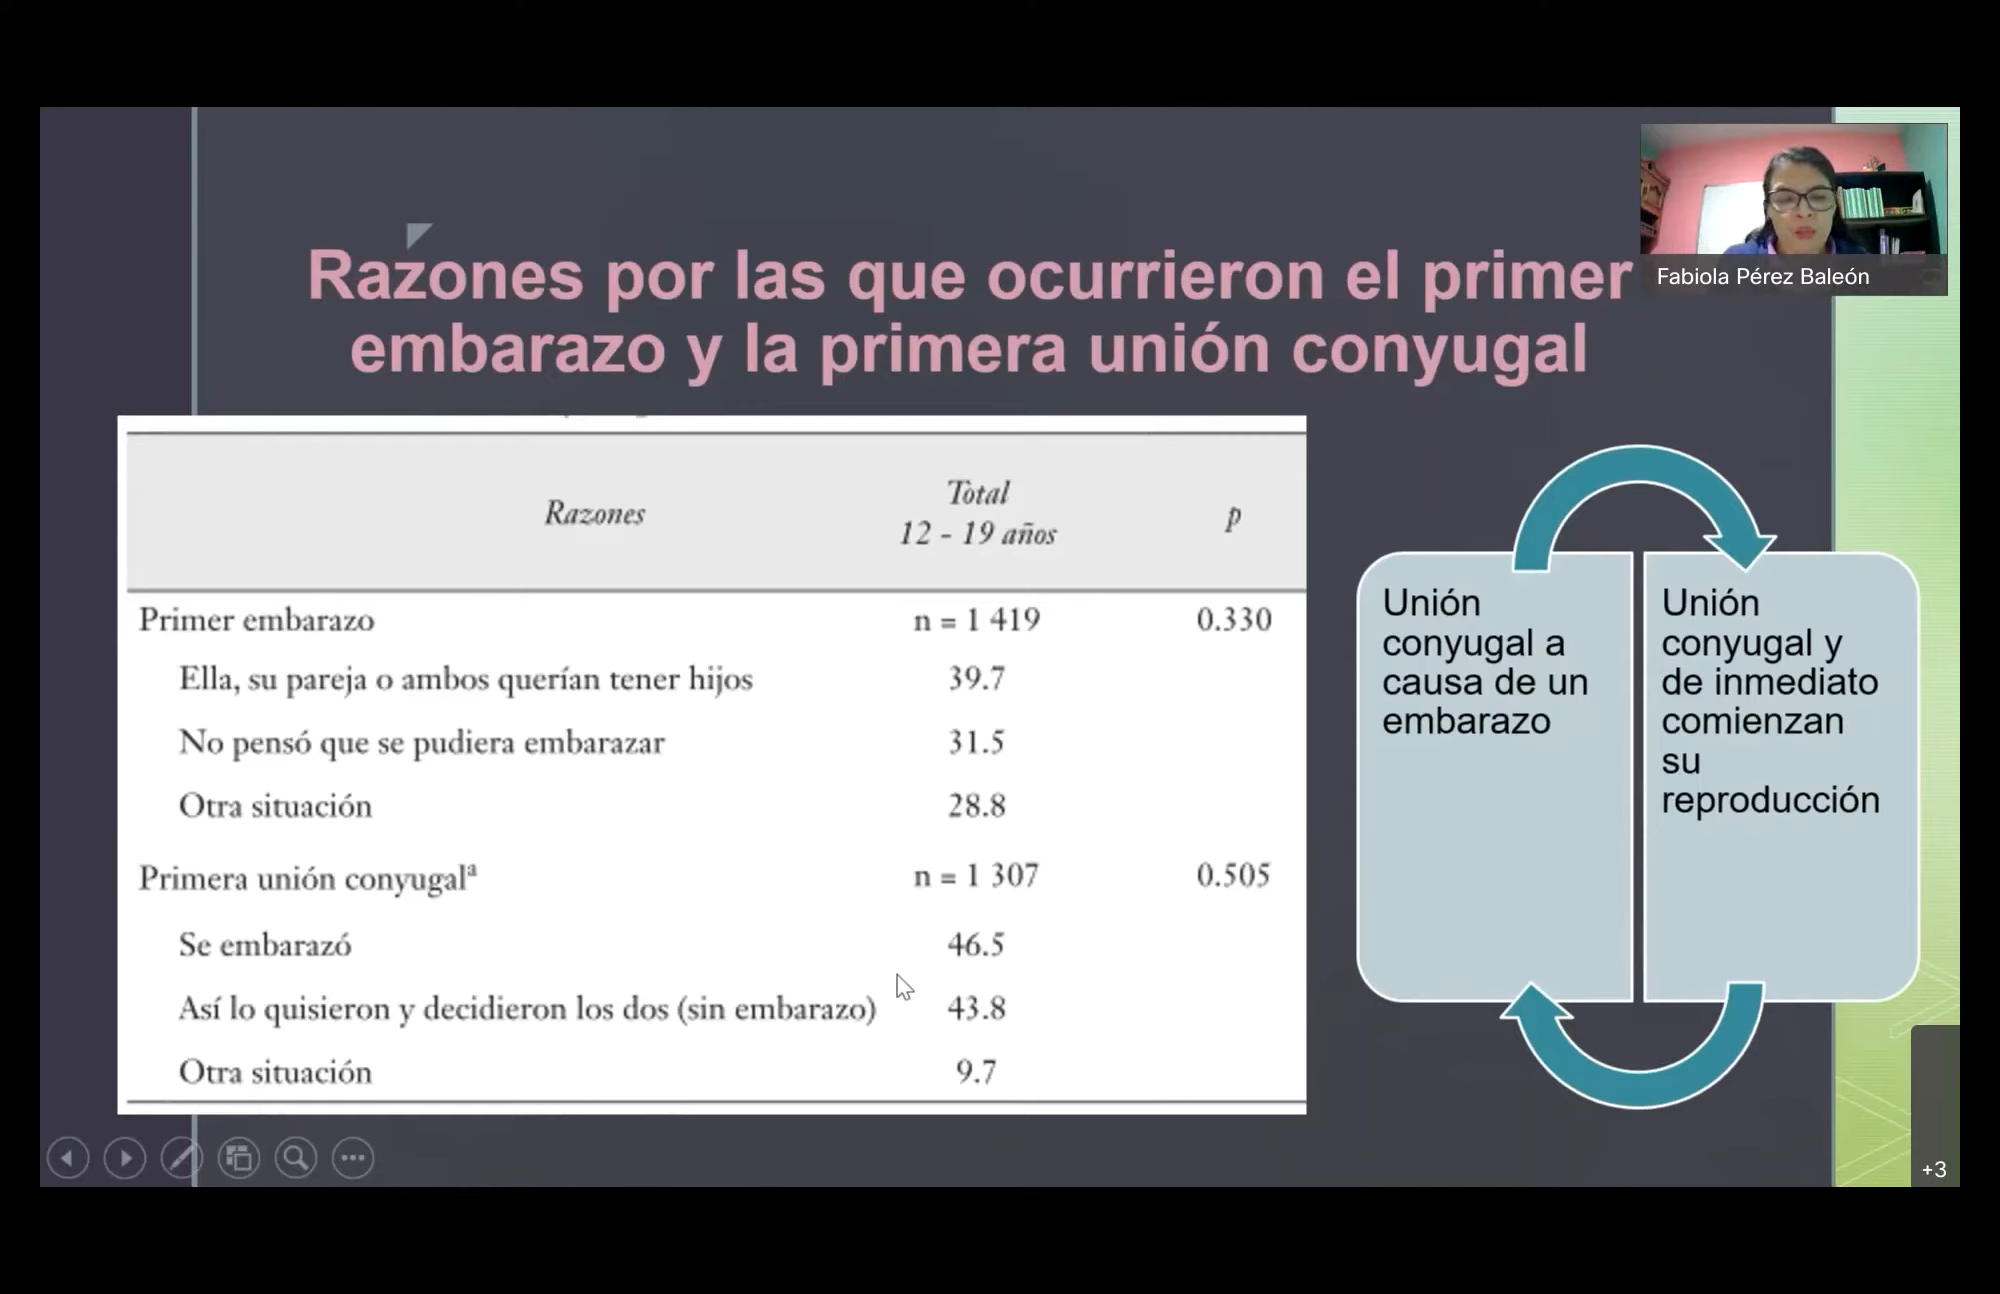 Razones por las que ocurrieron el primer
embarazo y la primera unión conyugal
Fabiola Pérez Baleón
Razones
Total
12 - 19 años
p
Primer embarazo n = 1 419 0.330
Ella, su pareja o ambos querían tener hijos 39.7
No pensó que se pudiera embarazar 31.5
Otra situación 28.8
Primera unión conyugalª n = 1 307 0.505
Se embarazó 46.5
Así lo quisieron y decidieron los dos (sin embarazo) 43.8
Otra situación 9.7
Unión
conyugal a
causa de un
embarazo
Unión
conyugal y
de inmediato
comienzan
su
reproducción
+3